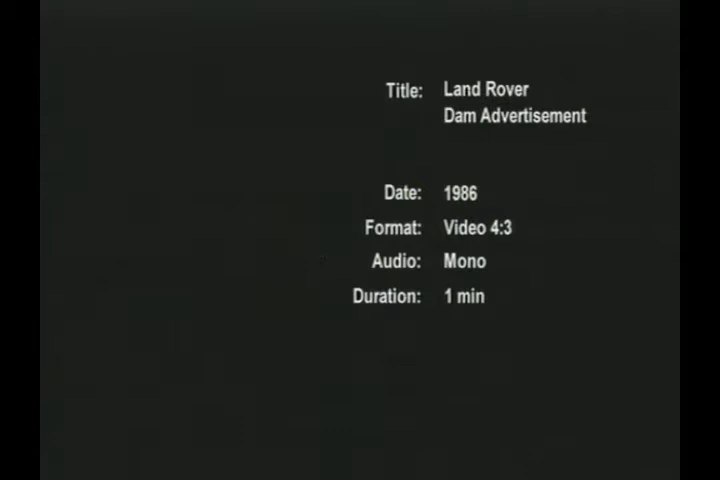 Title: Land Rover
Dam Advertisement
Date: 1986
Format: Video 4:3
Audio: Mono
Duration: 1 min